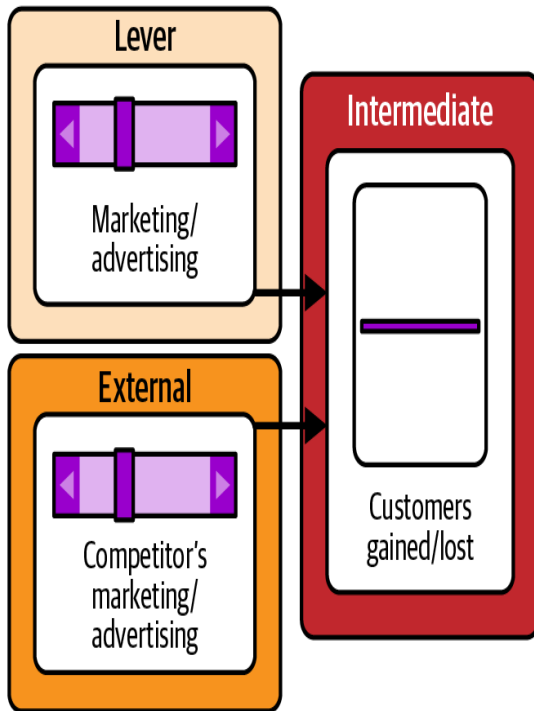 Lever
Marketing/
advertising
External
Competitor's
marketing/
advertising
Intermediate
Customers
gained/lost